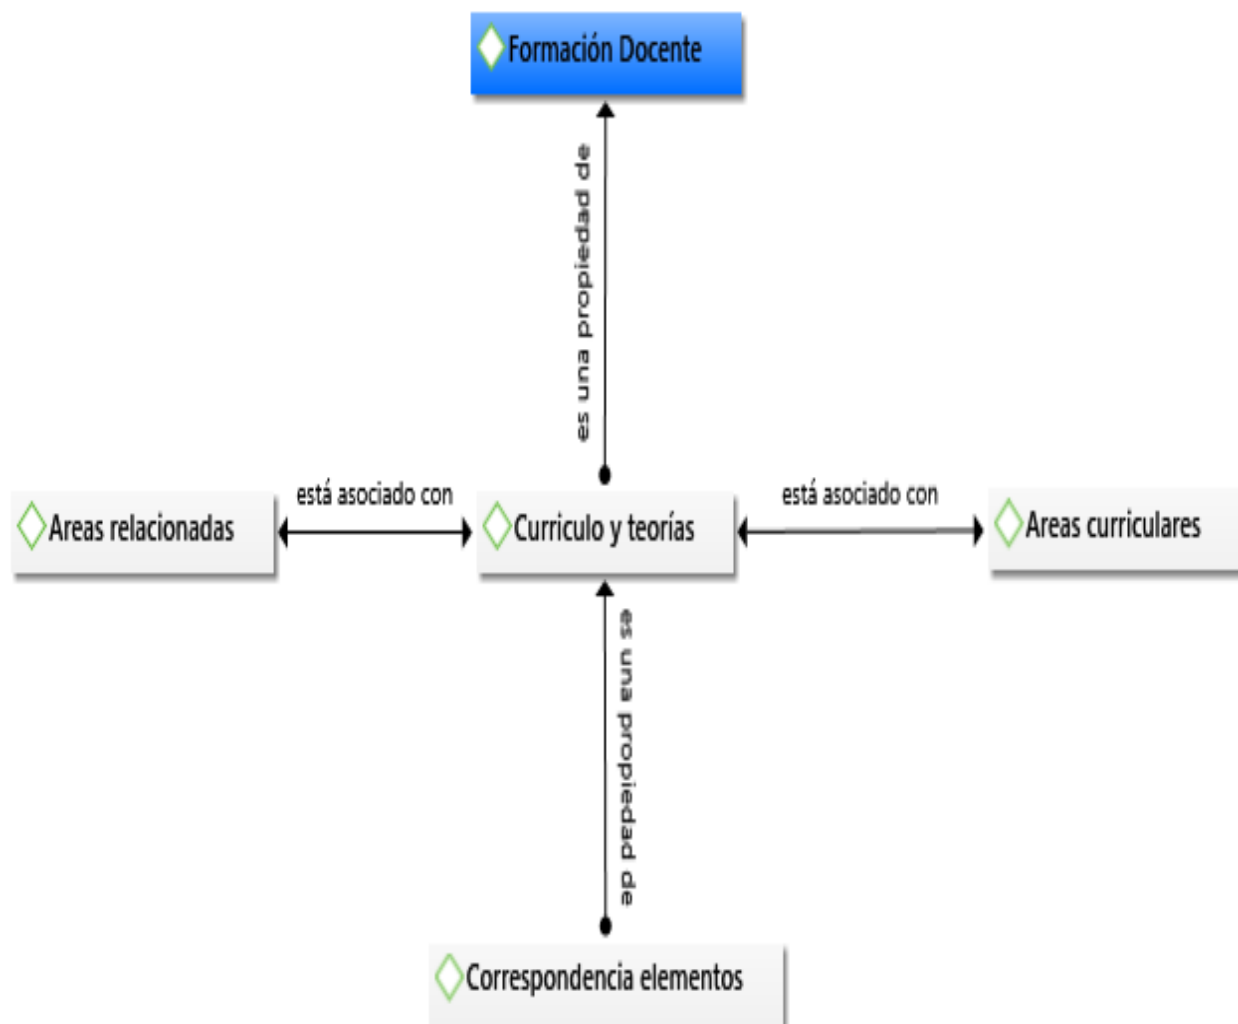 Formación Docente
es una propiedad de
está asociado con
está asociado con
Areas relacionadas
Curriculo y teorías
Areas curriculares
es una propiedad de
Correspondencia elementos